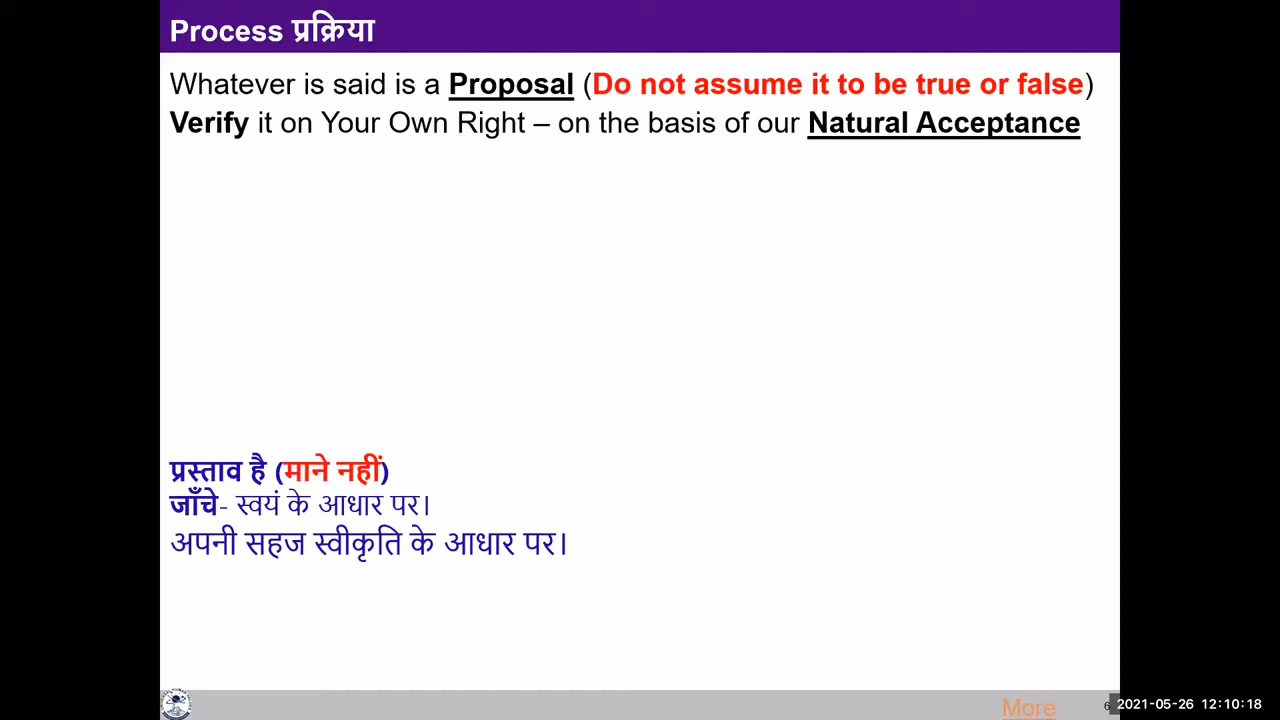 Process प्रक्रिया
Whatever is said is a Proposal (Do not assume it to be true or false)
Verify it on Your Own Right – on the basis of our Natural Acceptance
प्रस्ताव है (माने नहीं)
जाँचे- स्वयं के आधार पर।
अपनी सहज स्वीकृति के आधार पर।
More
6
2021-05-26 12:10:18